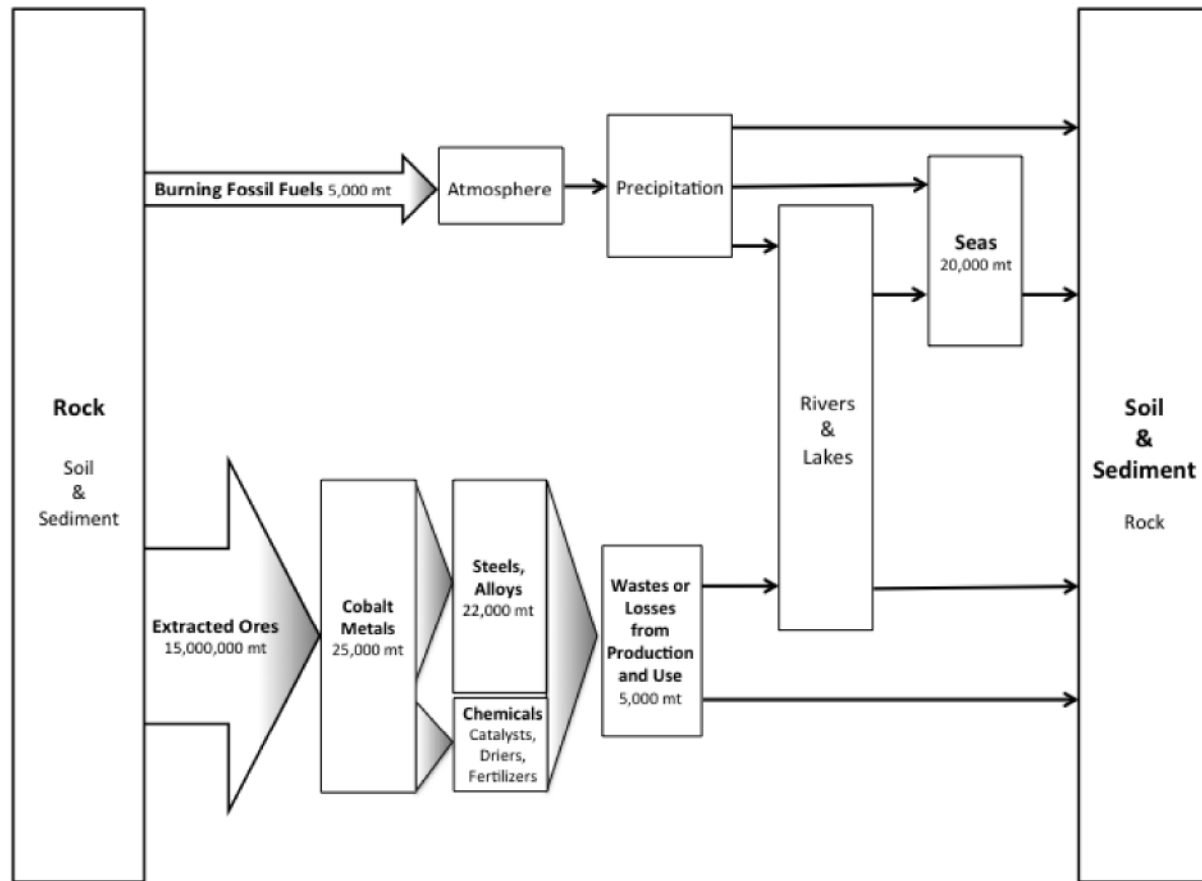 Rock
Soil
&
Sediment
Burning Fossil Fuels 5,000 mt
Atmosphere
Precipitation
Seas
20,000 mt
Rivers
&
Lakes
Extracted Ores
15,000,000 mt
Cobalt
Metals
25,000 mt
Steels,
Alloys
22,000 mt
Chemicals
Catalysts,
Driers,
Fertilizers
Wastes or
Losses
from
Production
and Use
5,000 mt
Soil
&
Sediment
Rock